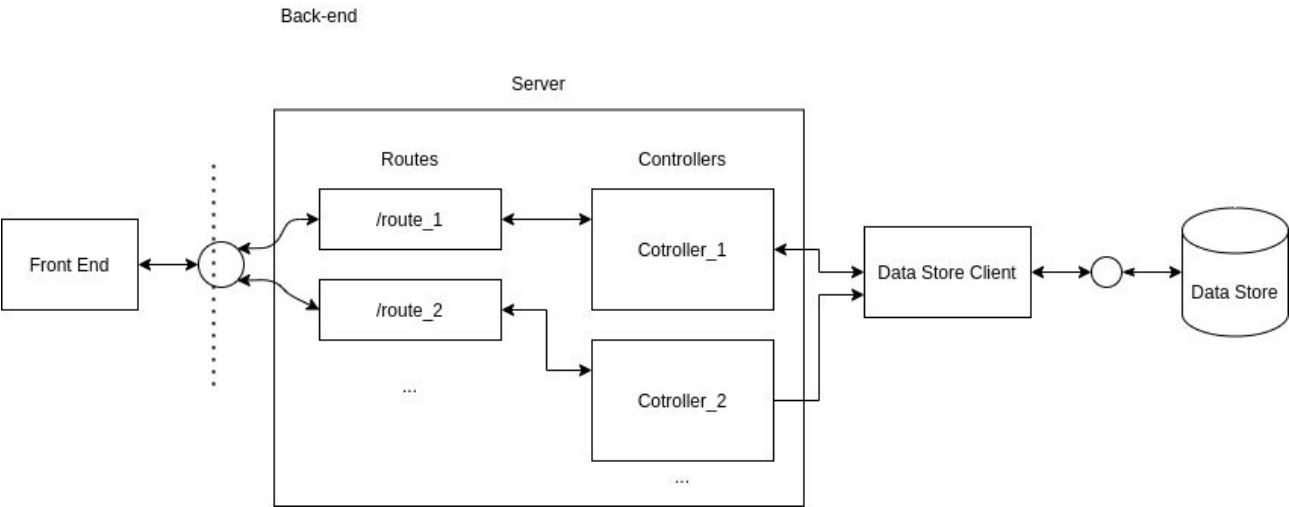 Back-end
Server
Routes
Controllers
/route_1
Cotroller_1
Front End
Data Store Client
Data Store
/route_2
...
Cotroller_2
...